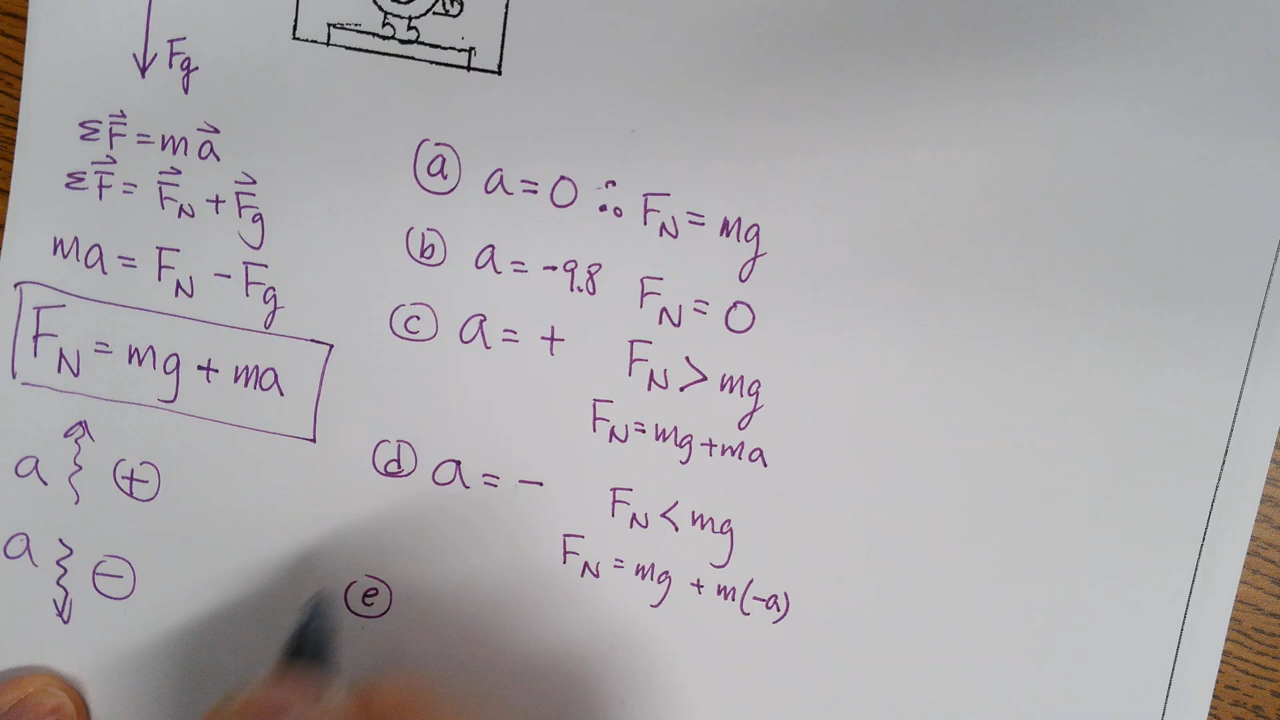 Fg
ΣF⃗ = ma⃗
ΣF⃗ = F⃗N + F⃗g
ma = FN - Fg
FN = mg + ma
a +
a -
(a) a = 0 ∴ FN = mg
(b) a = -9.8 FN = 0
(c) a = + FN > mg
FN = mg + ma
(d) a = - FN < mg
FN = mg + m(-a)
(e)